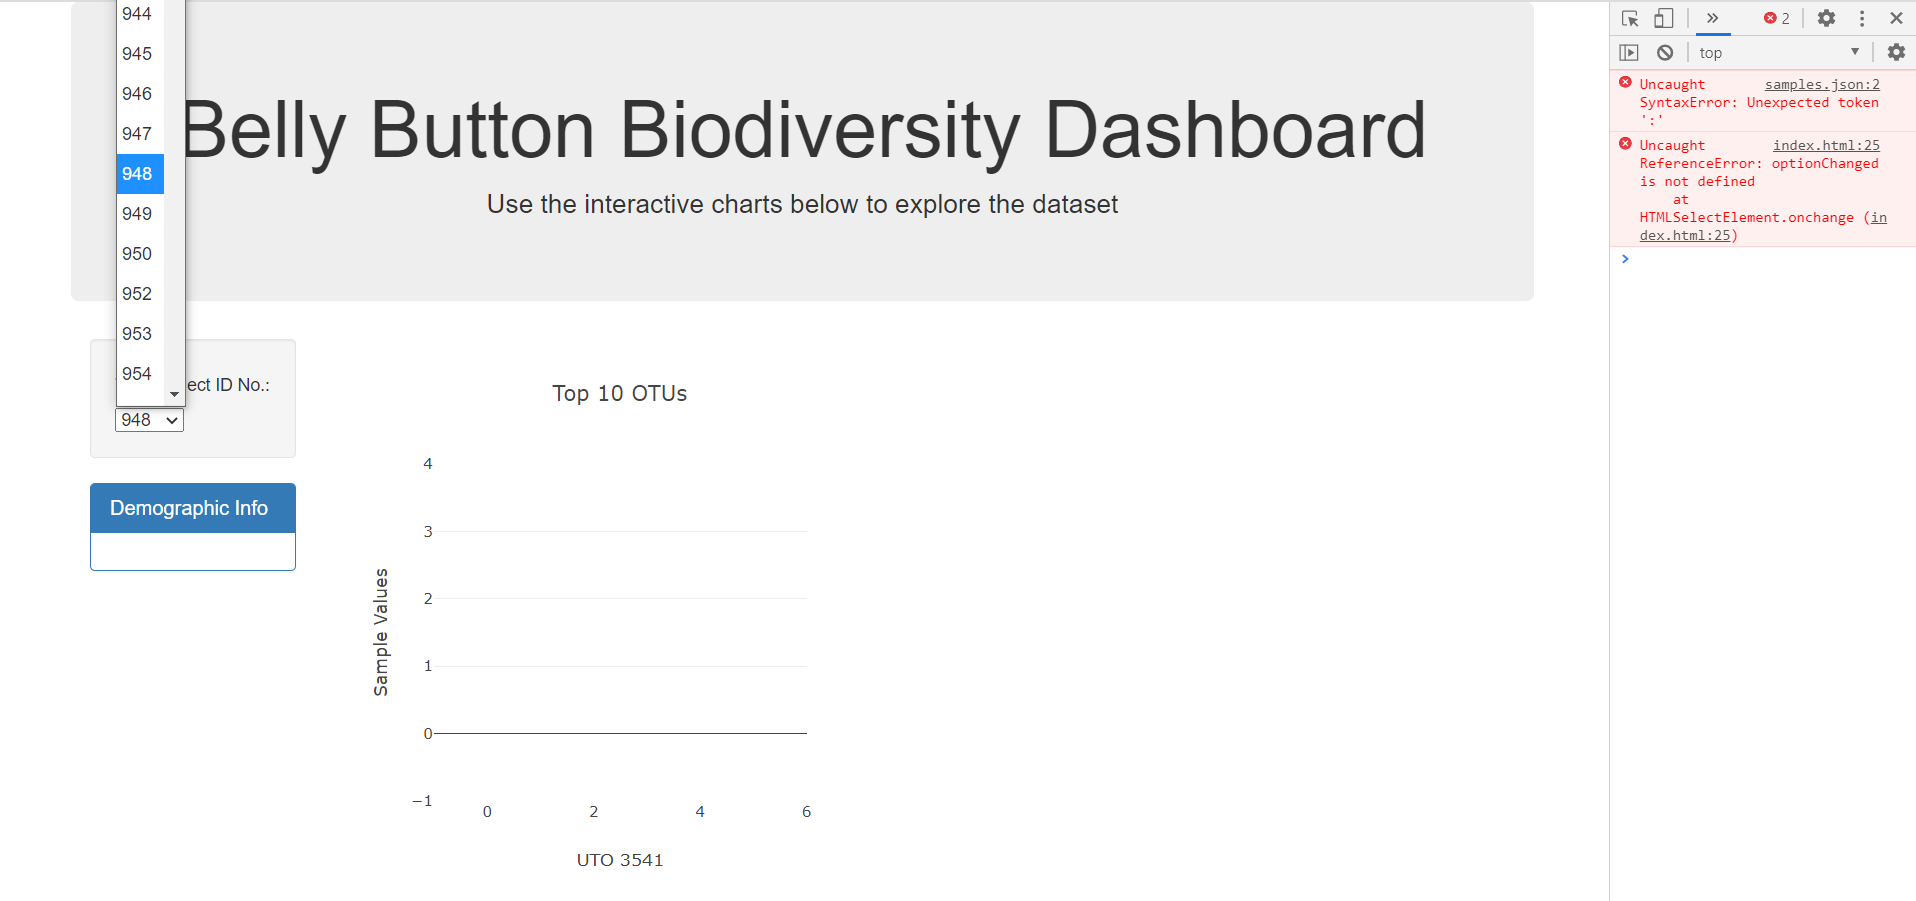 944
945
946
947
948
949
950
952
953
954
Belly Button Biodiversity Dashboard
Use the interactive charts below to explore the dataset
ect ID No.:
948
Demographic Info
Top 10 OTUs
4
3
2
1
0
−1
Sample Values
0 2 4 6
UTO 3541
2
top
Uncaught samples.json:2
SyntaxError: Unexpected token
':'
Uncaught index.html:25
ReferenceError: optionChanged
is not defined
at
HTMLSelectElement.onchange (in
dex.html:25)